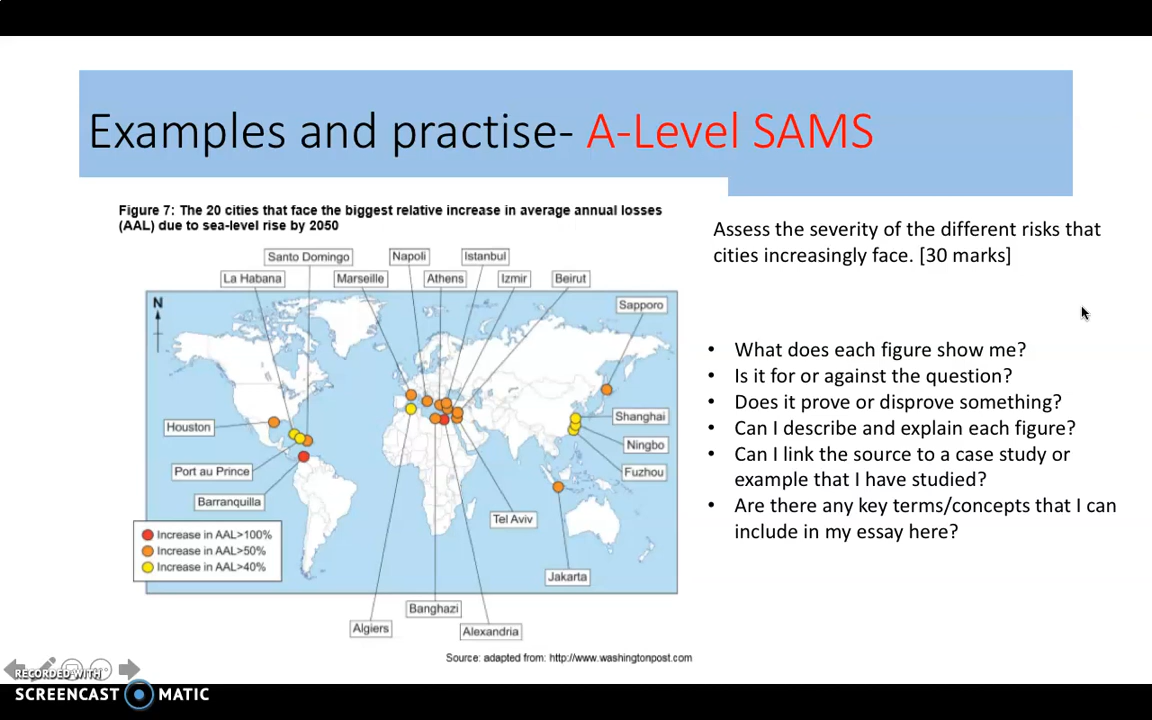 Examples and practise- A-Level SAMS
Figure 7: The 20 cities that face the biggest relative increase in average annual losses
(AAL) due to sea-level rise by 2050
Santo Domingo
Napoli
Istanbul
La Habana
Marseille
Athens
Izmir
Beirut
N
Sapporo
Houston
Shanghai
Ningbo
Port au Prince
Fuzhou
Barranquilla
Tel Aviv
Increase in AAL>100%
Increase in AAL>50%
Increase in AAL>40%
Jakarta
Banghazi
Algiers
Alexandria
Source: adapted from: http://www.washingtonpost.com
Assess the severity of the different risks that
cities increasingly face. [30 marks]
• What does each figure show me?
• Is it for or against the question?
• Does it prove or disprove something?
• Can I describe and explain each figure?
• Can I link the source to a case study or
example that I have studied?
• Are there any key terms/concepts that I can
include in my essay here?
RECORDED WITH
SCREENCAST MATIC